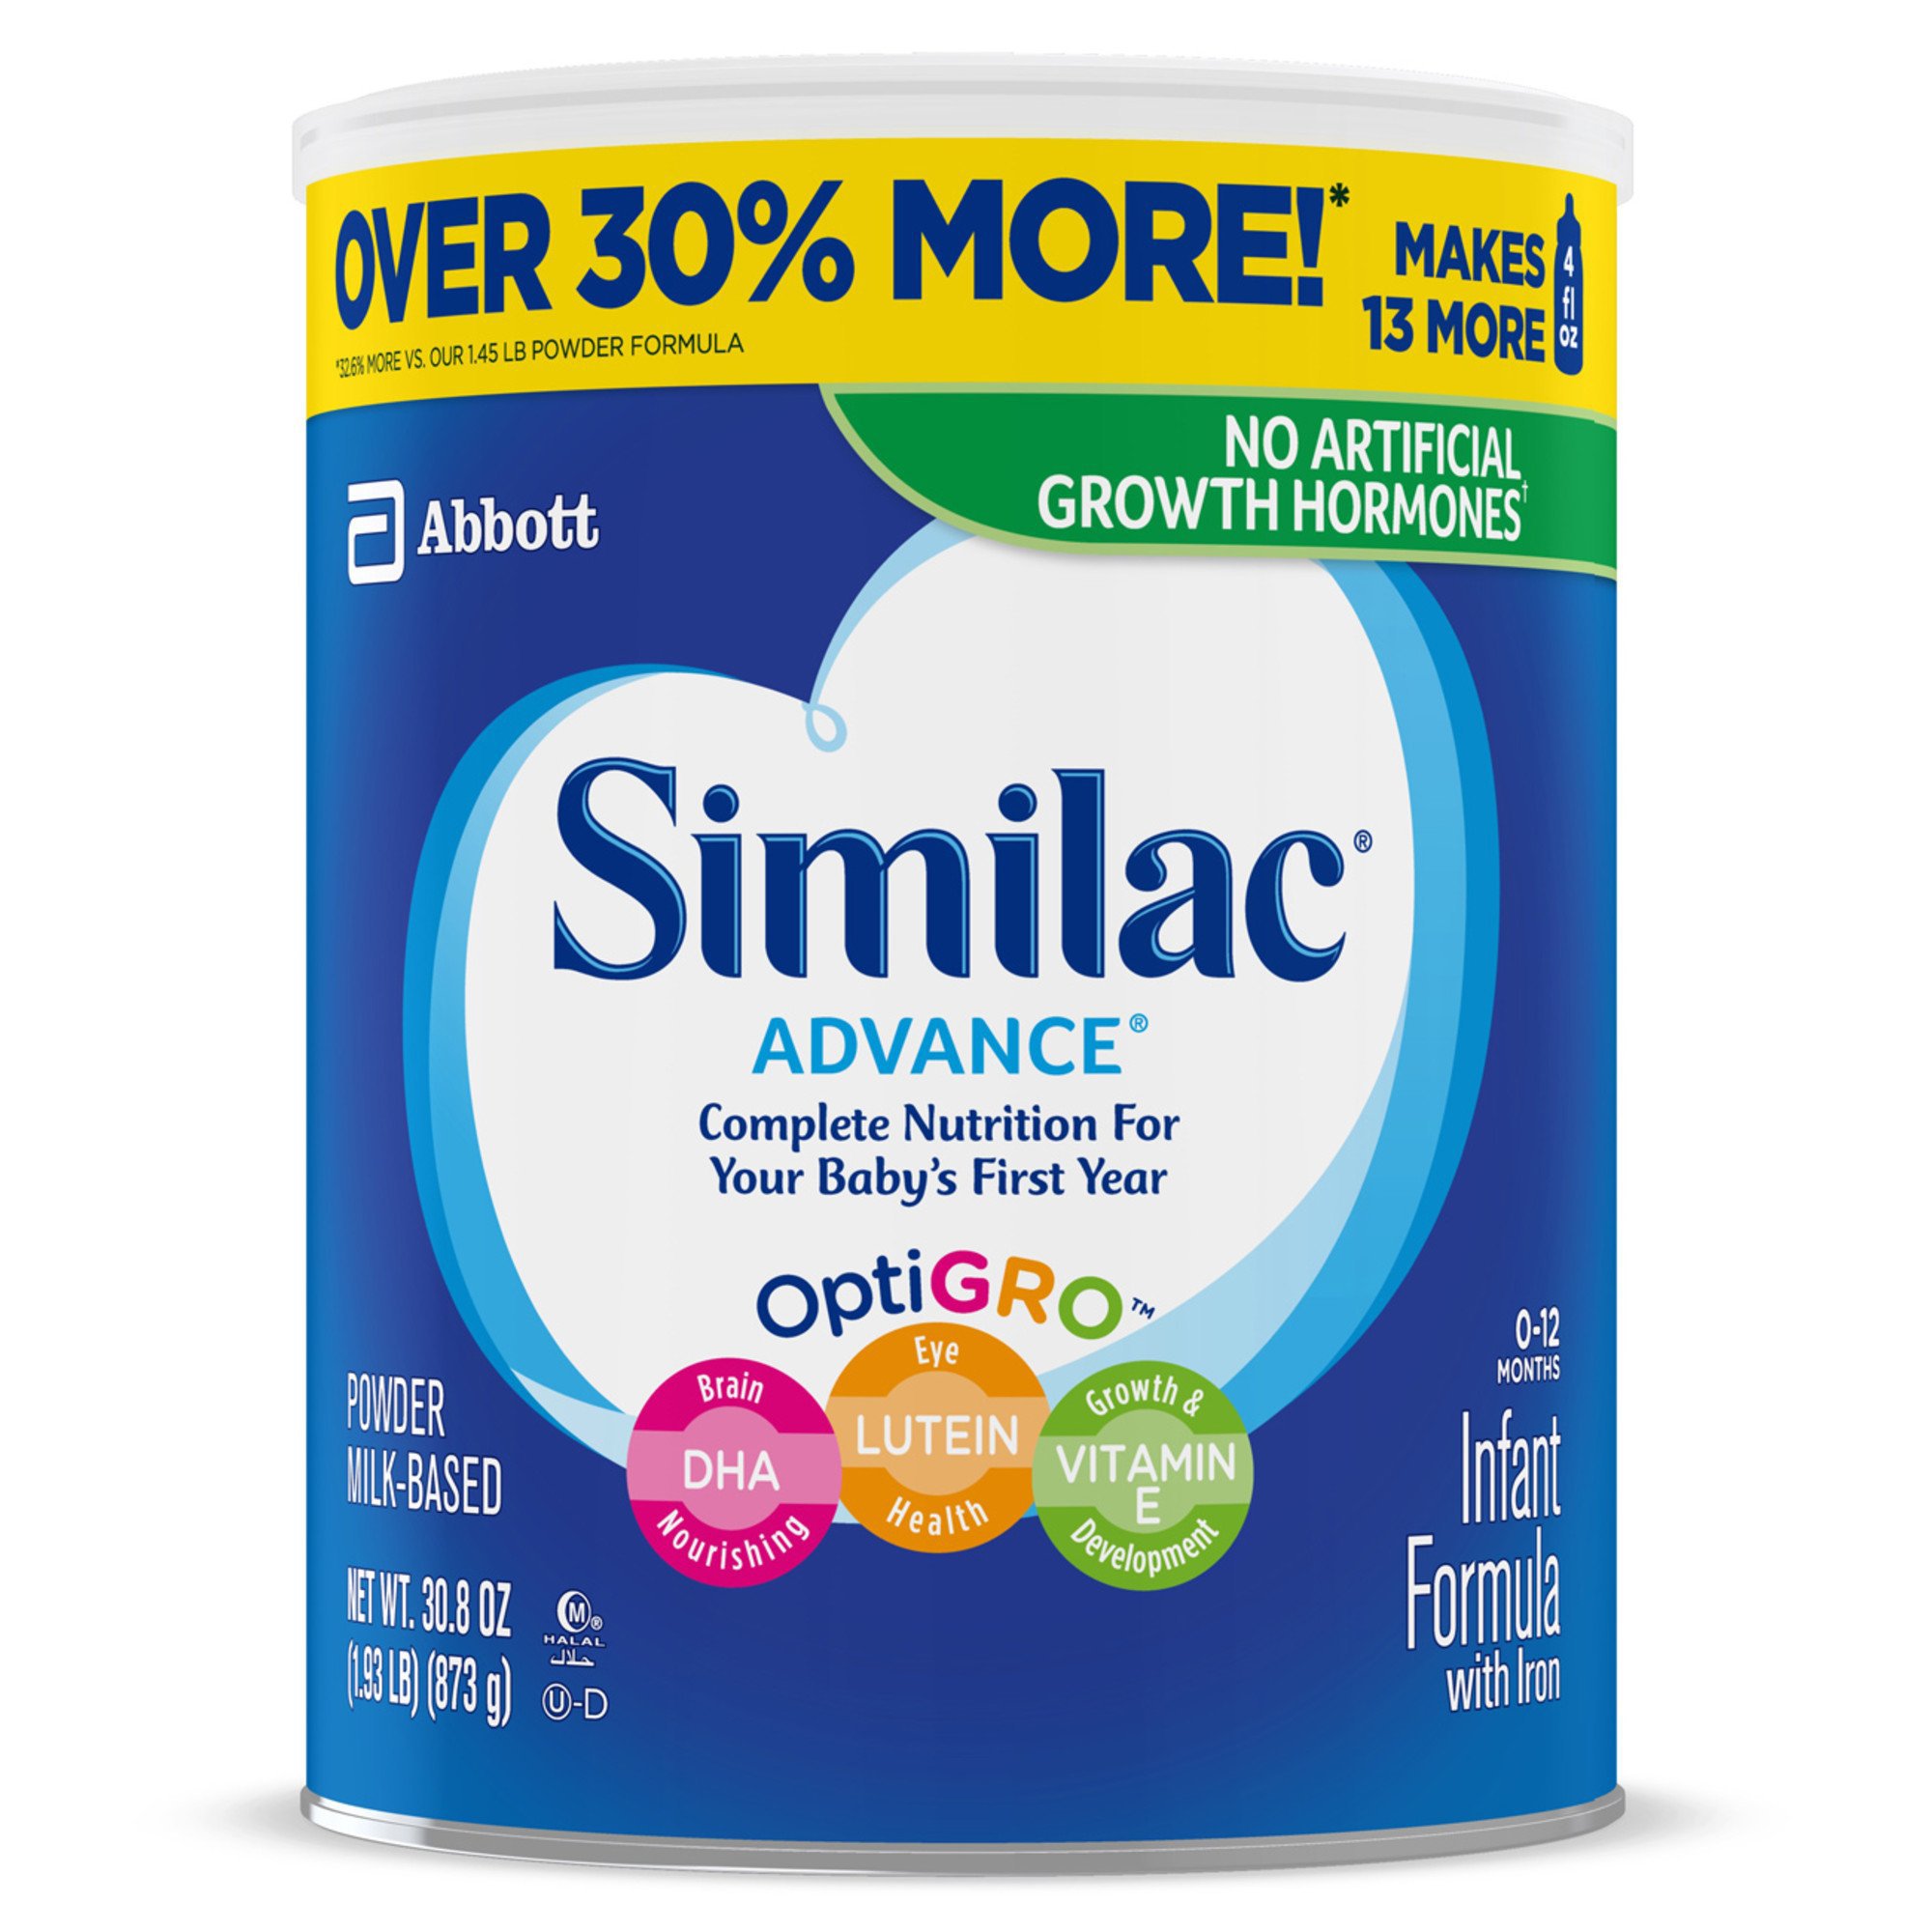 OVER 30% MORE!*
*32.6% MORE VS. OUR 1.45 LB POWDER FORMULA
MAKES
13 MORE
4
fl
oz
NO ARTIFICIAL
GROWTH HORMONES†
Abbott
Similac®
ADVANCE®
Complete Nutrition For
Your Baby's First Year
OptiGRO™
Brain
DHA
Nourishing
Eye
LUTEIN
Health
Growth &
VITAMIN
E
Development
POWDER
MILK-BASED
NET WT. 30.8 OZ
(1.93 LB) (873 g)
M®
HALAL
حلال
U-D
0-12
MONTHS
Infant
Formula
with Iron